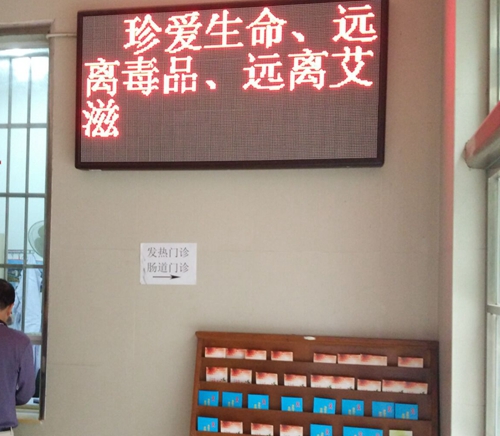 珍爱生命、远
离毒品、远离艾
滋
发热门诊
肠道门诊